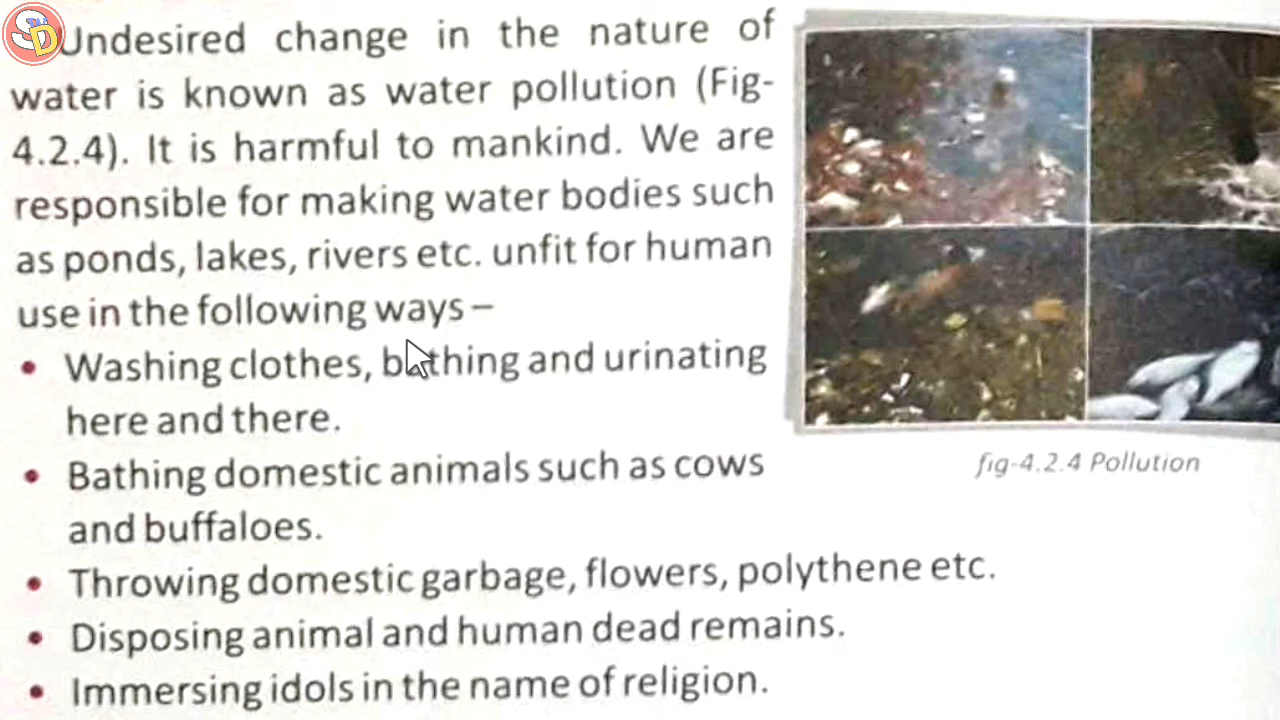 SD
Undesired change in the nature of
water is known as water pollution (Fig-
4.2.4). It is harmful to mankind. We are
responsible for making water bodies such
as ponds, lakes, rivers etc. unfit for human
use in the following ways –
• Washing clothes, bathing and urinating
here and there.
• Bathing domestic animals such as cows
and buffaloes.
• Throwing domestic garbage, flowers, polythene etc.
• Disposing animal and human dead remains.
• Immersing idols in the name of religion.
fig-4.2.4 Pollution